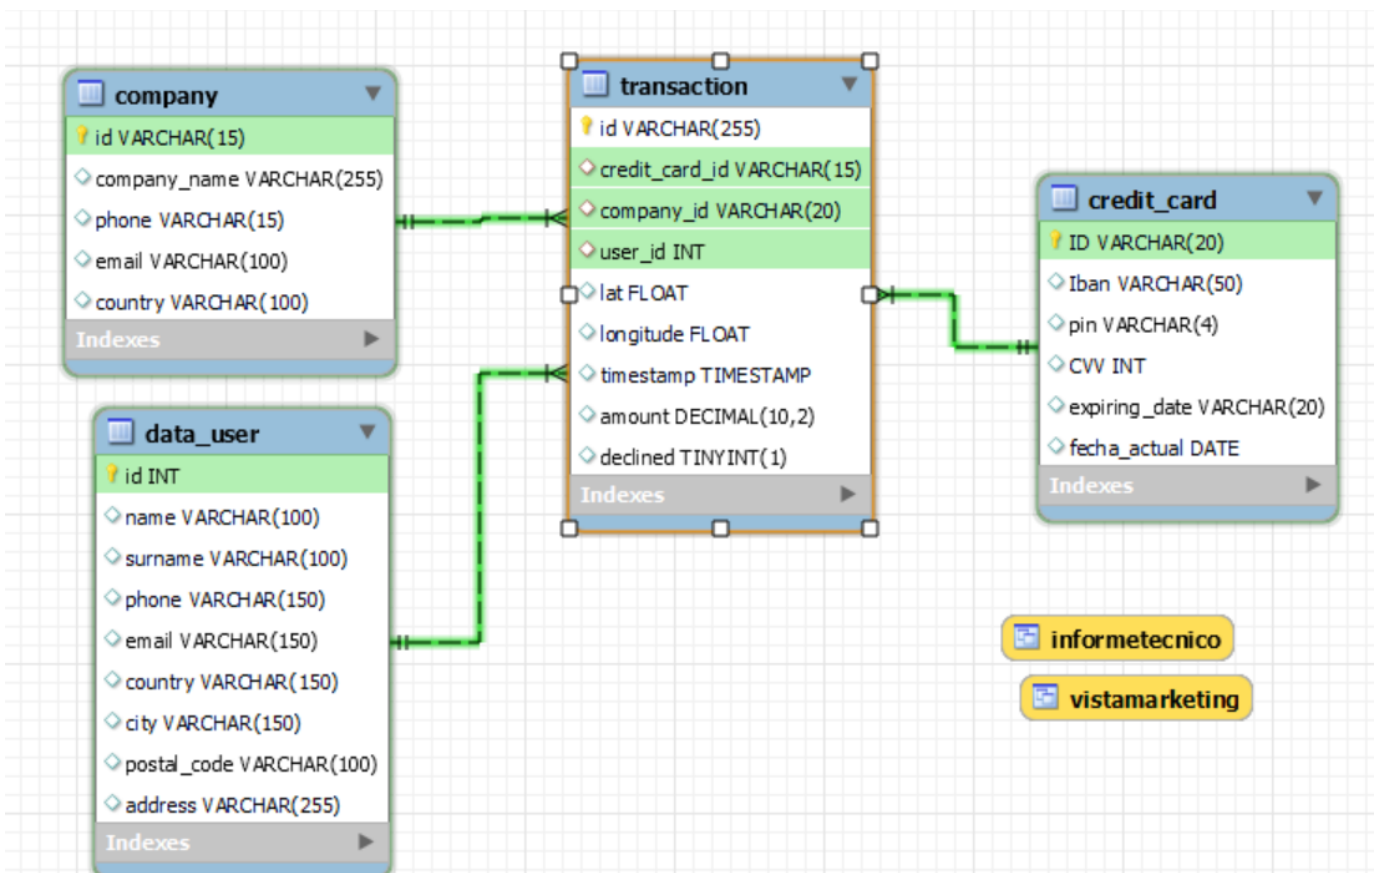 company
id VARCHAR(15)
company_name VARCHAR(255)
phone VARCHAR(15)
email VARCHAR(100)
country VARCHAR(100)
Indexes
data_user
id INT
name VARCHAR(100)
surname VARCHAR(100)
phone VARCHAR(150)
email VARCHAR(150)
country VARCHAR(150)
city VARCHAR(150)
postal_code VARCHAR(100)
address VARCHAR(255)
Indexes
transaction
id VARCHAR(255)
credit_card_id VARCHAR(15)
company_id VARCHAR(20)
user_id INT
lat FLOAT
longitude FLOAT
timestamp TIMESTAMP
amount DECIMAL(10,2)
declined TINYINT(1)
Indexes
credit_card
ID VARCHAR(20)
Iban VARCHAR(50)
pin VARCHAR(4)
CVV INT
expiring_date VARCHAR(20)
fecha_actual DATE
Indexes
informetecnico
vistamarketing